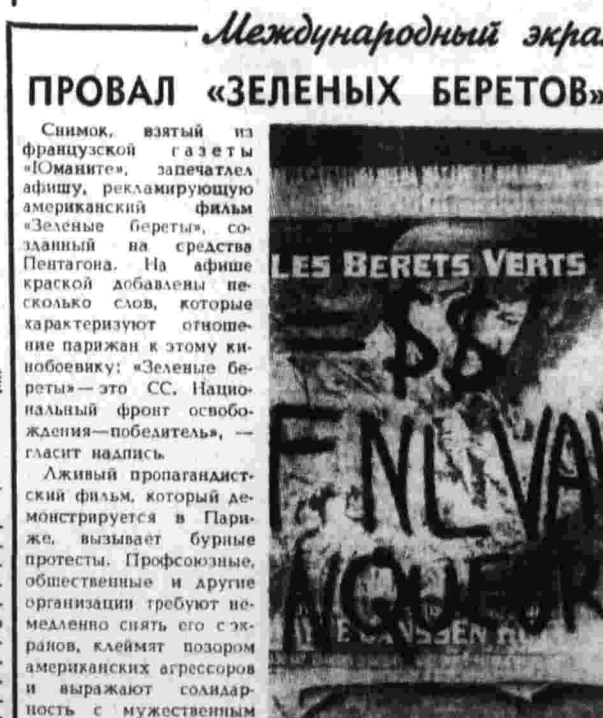 Международный экра
ПРОВАЛ «ЗЕЛЕНЫХ БЕРЕТОВ»
Снимок, взятый из
французской газеты
«Юманите», запечатлел
афишу, рекламирующую
американский фильм
«Зеленые береты», со-
зданный на средства
Пентагона. На афише
краской добавлены не-
сколько слов, которые
характеризуют отноше-
ние парижан к этому ки-
нобоевику: «Зеленые бе-
реты» — это СС. Нацио-
нальный фронт освобо-
ждения—победитель», —
гласит надпись.
Лживый пропагандист-
ский фильм, который де-
монстрируется в Пари-
же, вызывает бурные
протесты. Профсоюзные,
общественные и другие
организации требуют не-
медленно снять его с эк-
ранов, клеймят позором
американских агрессоров
и выражают солидар-
ность с мужественным
LES BERETS VERTS
= SS
FNL VAI
NQUEUR
JANSSEN